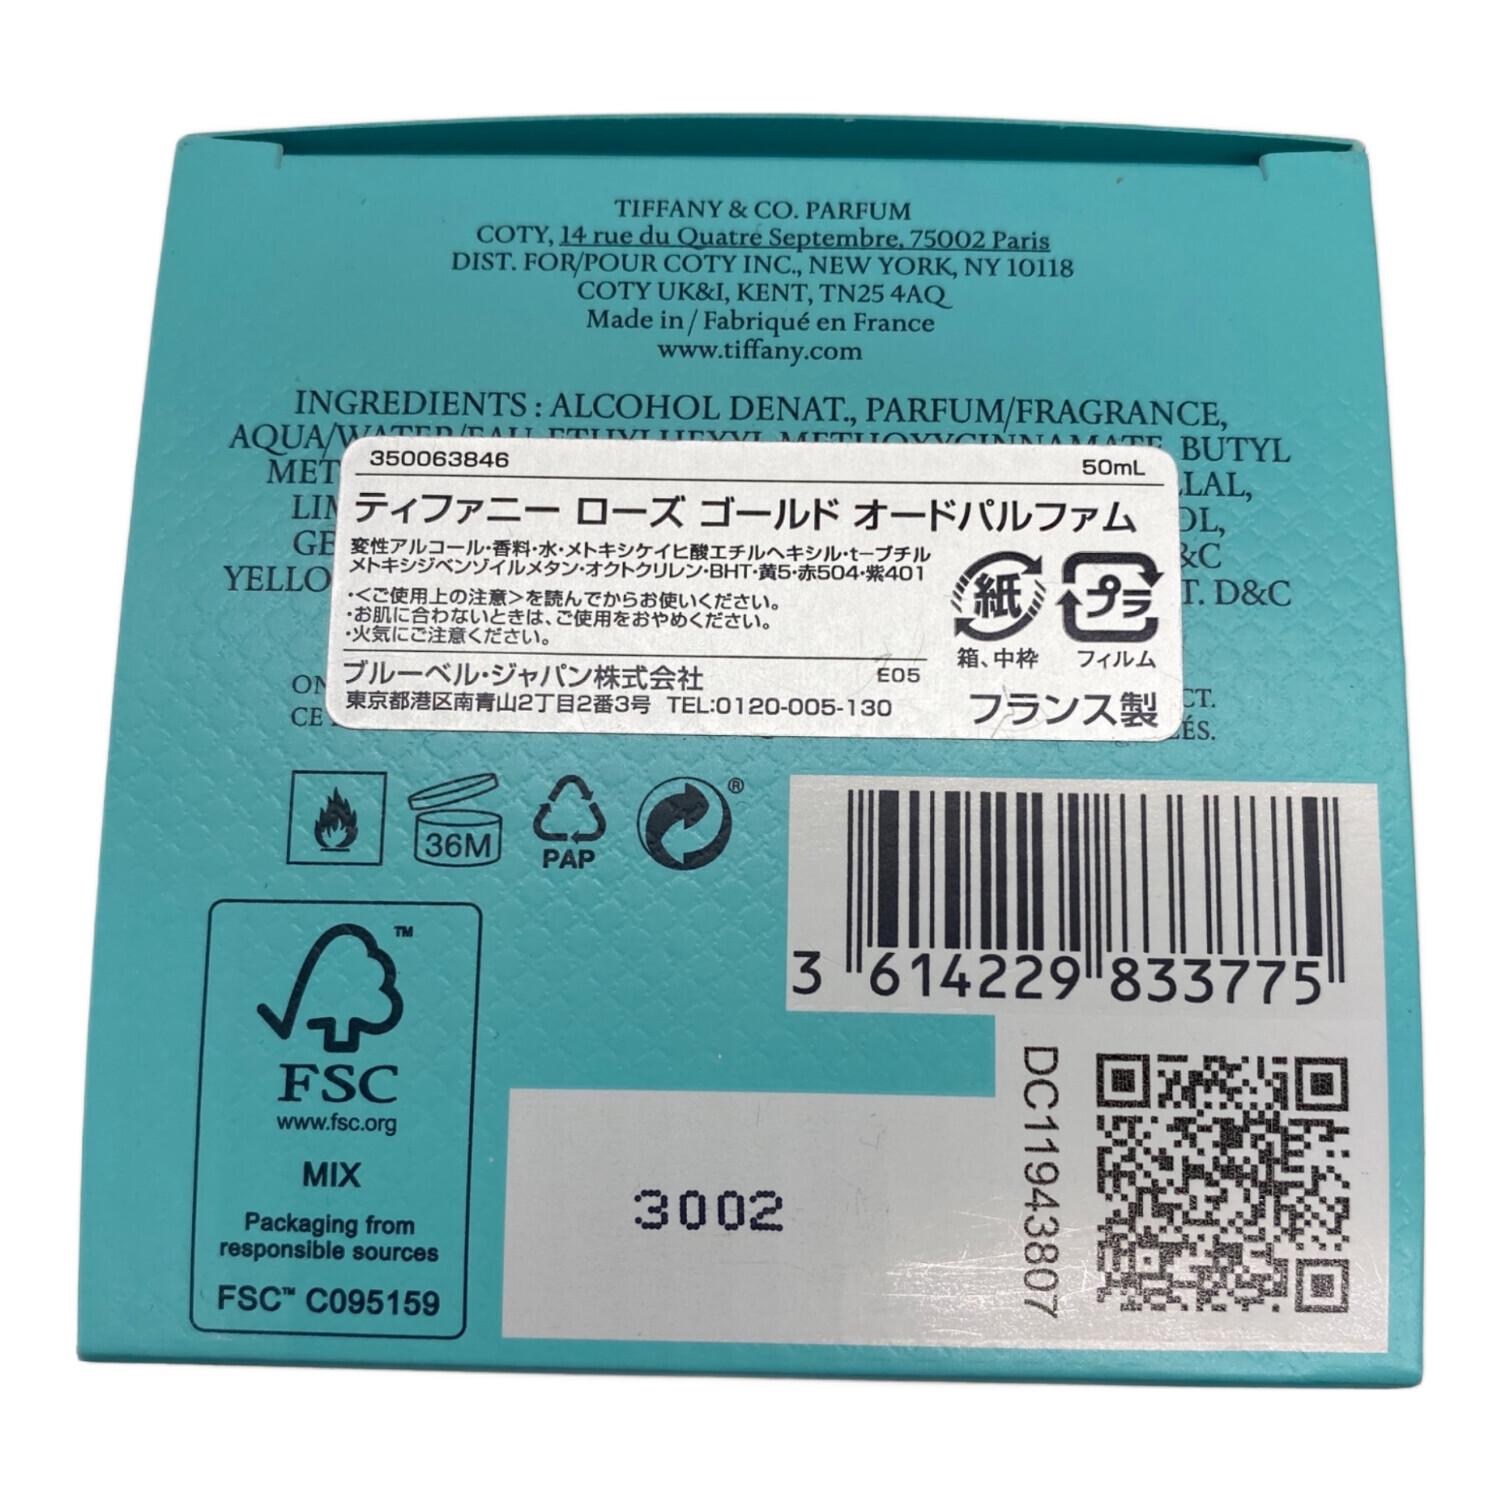 TIFFANY & CO. PARFUM
COTY, 14 rue du Quatre Septembre, 75002 Paris
DIST. FOR/POUR COTY INC., NEW YORK, NY 10118
COTY UK&I, KENT, TN25 4AQ
Made in / Fabriqué en France
www.tiffany.com
INGREDIENTS : ALCOHOL DENAT., PARFUM/FRAGRANCE,
AQUA/WATER/EAU, ETHYLHEXYL METHOXYCINNAMATE, BUTYL
350063846 50mL
ティファニー ローズ ゴールド オードパルファム
変性アルコール・香料・水・メトキシケイヒ酸エチルヘキシル・t-ブチル
メトキシジベンゾイルメタン・オクトクリレン・BHT・黄5・赤504・紫401
・<ご使用上の注意>を読んでからお使いください。
・お肌に合わないときは、ご使用をおやめください。
・火気にご注意ください。
紙 プラ
箱、中枠 フィルム
ブルーベル・ジャパン株式会社 E05
東京都港区南青山2丁目2番3号 TEL:0120-005-130
フランス製
36M
PAP
®
3 614229 833775
™
FSC
www.fsc.org
MIX
Packaging from
responsible sources
FSC™ C095159
3002
DC11943807